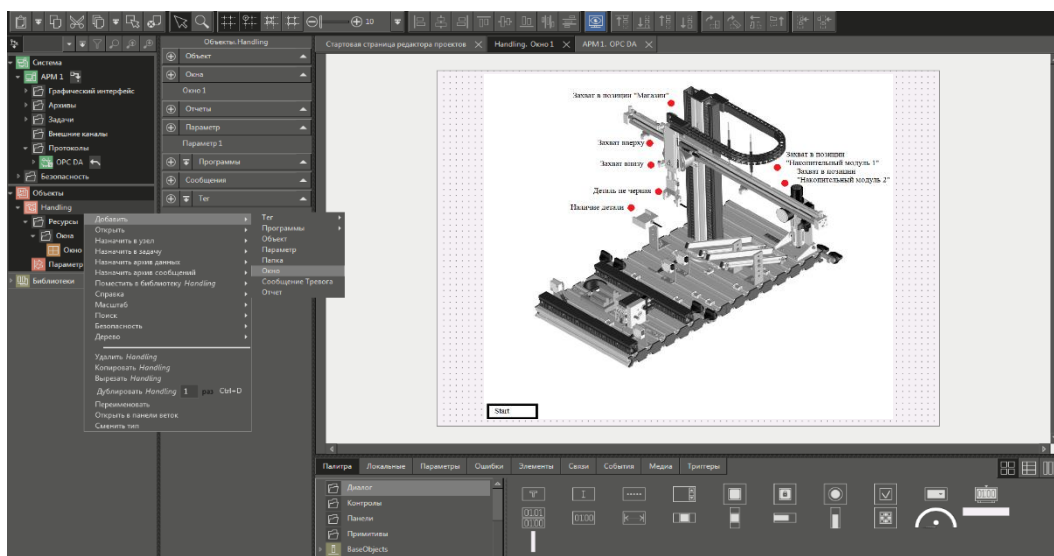 10
Объекты.Handling
Стартовая страница редактора проектов
Handling. Окно 1
АРМ 1. OPC DA
Система
АРМ 1
Графический интерфейс
Архивы
Задачи
Внешние каналы
Протоколы
OPC DA
Безопасность
Объекты
Handling
Ресурсы
Окна
Окно
Параметр
Библиотеки
Объект
Окна
Окно 1
Отчеты
Параметр
Параметр 1
Программы
Сообщения
Тег
Добавить
Открыть
Назначить в узел
Назначить в задачу
Назначить архив данных
Назначить архив сообщений
Поместить в библиотеку Handling
Справка
Масштаб
Поиск
Безопасность
Дерево
Удалить Handling
Копировать Handling
Вырезать Handling
Дублировать Handling 1 раз Ctrl+D
Переименовать
Открыть в панели веток
Сменить тип
Тег
Программы
Объект
Параметр
Папка
Окно
Сообщение Тревога
Отчет
Захват в позиции "Магазин"
Захват вверху
Захват внизу
Деталь не черная
Наличие детали
Захват в позиции
"Накопительный модуль 1"
Захват в позиции
"Накопительный модуль 2"
Start
Палитра Локальные Параметры Ошибки Элементы Связи События Медиа Триггеры
Диалог
Контролы
Панели
Примитивы
BaseObjects
0101
0100
0100
0100